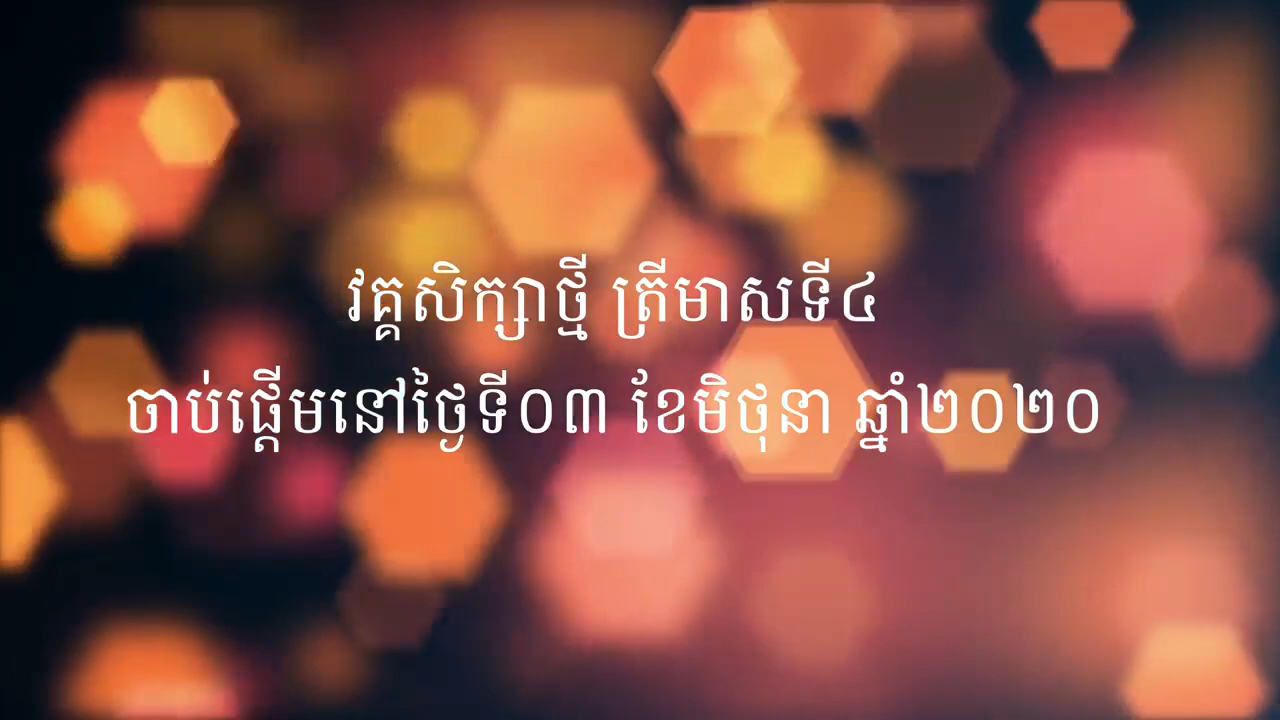 វគ្គសិក្សាថ្មី ត្រីមាសទី៤
ចាប់ផ្តើមនៅថ្ងៃទី០៣ ខែមិថុនា ឆ្នាំ២០២០